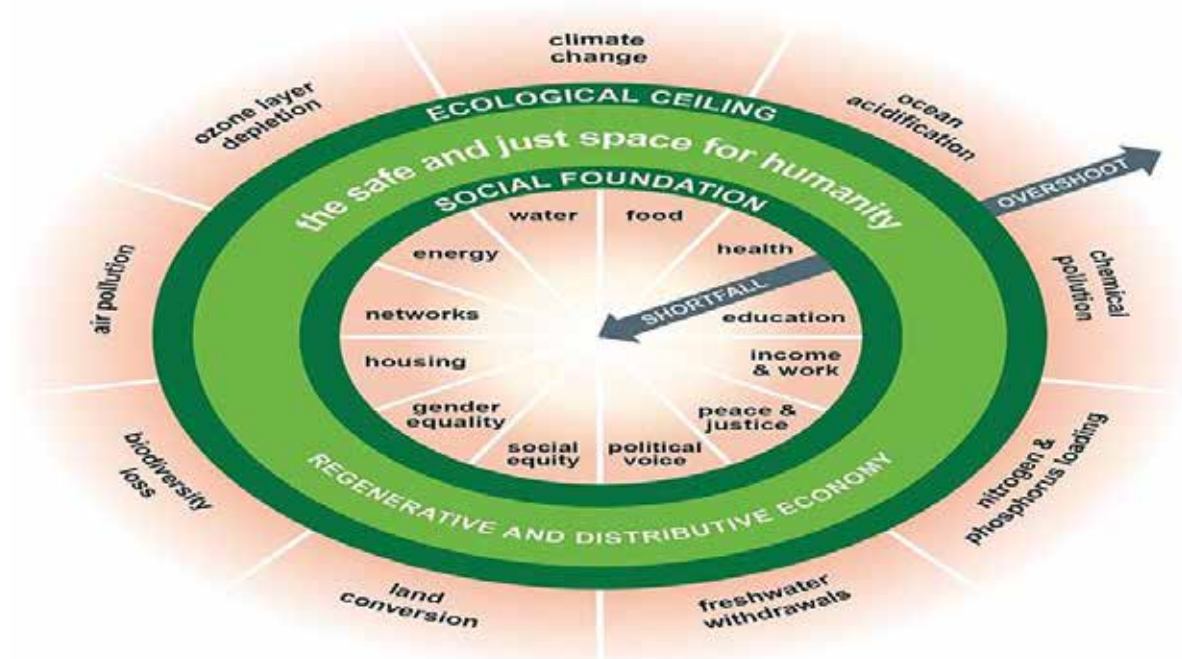 climate
change
ocean
acidification
chemical
pollution
nitrogen &
phosphorus loading
freshwater
withdrawals
land
conversion
biodiversity
loss
air pollution
ozone layer
depletion
ECOLOGICAL CEILING
the safe and just space for humanity
SOCIAL FOUNDATION
OVERSHOOT
SHORTFALL
water
food
health
education
income
& work
peace &
justice
political
voice
social
equity
gender
equality
housing
networks
energy
REGENERATIVE AND DISTRIBUTIVE ECONOMY